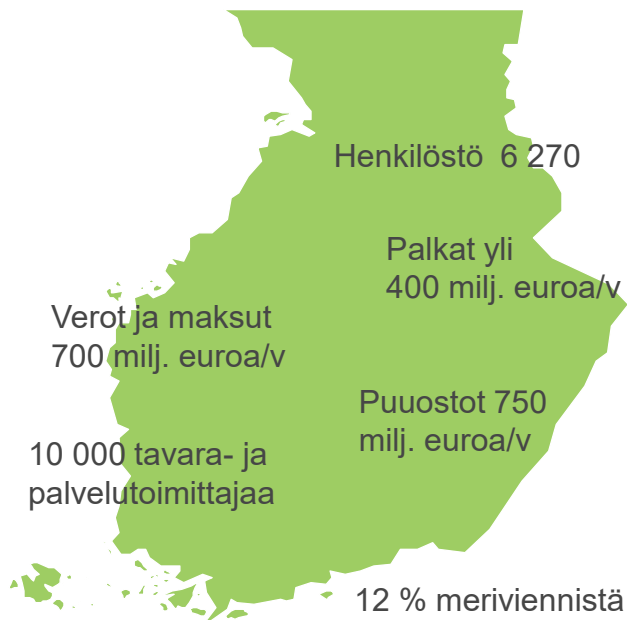 Henkilöstö 6 270
Palkat yli
400 milj. euroa/v
Verot ja maksut
700 milj. euroa/v
Puuostot 750
milj. euroa/v
10 000 tavara- ja
palvelutoimittajaa
12 % meriviennistä